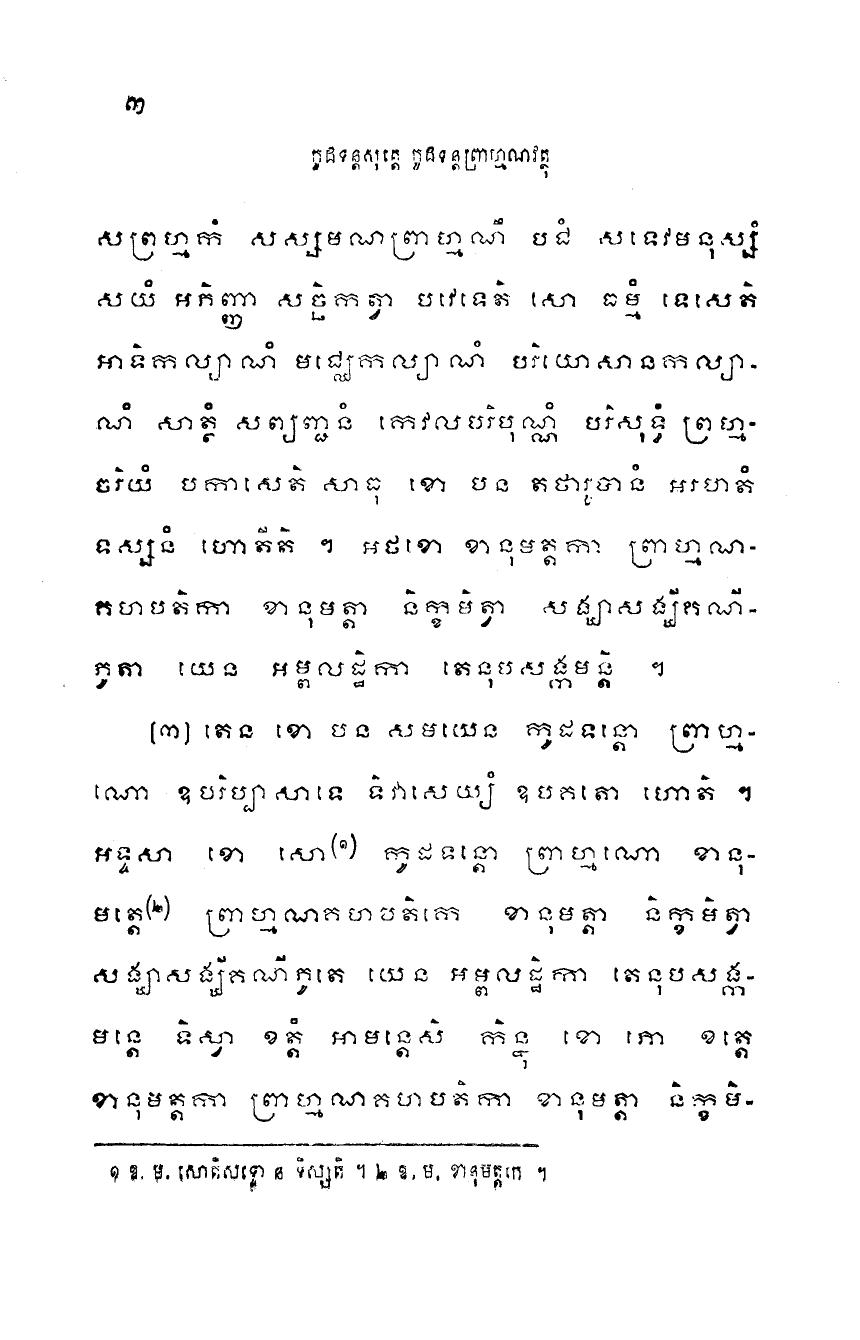 ៣
កូដទន្តសុត្តេ កូដទន្តព្រាហ្មណវត្ថុ
សព្រហ្មកំ សស្សមណព្រាហ្មណឹ បជំ សទេវមនុស្សំ
សយំ អភិញ្ញា សច្ឆិកត្វា បវេទេតិ សោ ធម្មំ ទេសេតិ
អាទិកល្យាណំ មជ្ឈេកល្យាណំ បរិយោសានកល្យា-
ណំ សាត្ថំ សព្យញ្ជនំ កេវលបរិបុណ្ណំ បរិសុទ្ធំ ព្រហ្ម-
ចរិយំ បកាសេតិ សាធុ ខោ បន តថារូបានំ អរហតំ
ទស្សនំ ហោតីតិ ។ អថខោ ខានុមត្តកា ព្រាហ្មណ-
គហបតិកា ខានុមត្តា និក្ខមិត្វា សង្ឃាសង្ឃីគណី-
ភូតា យេន អម្ពលដ្ឋិកា តេនុបសង្កមន្តិ ។
[៣] តេន ខោ បន សមយេន កូដទន្តោ ព្រាហ្ម-
ណោ ឧបរិប្បាសាទេ ទិវាសេយ្យំ ឧបគតោ ហោតិ ។
អទ្ទសា ខោ សោ(១) កូដទន្តោ ព្រាហ្មណោ ខានុ-
មត្តេ(២) ព្រាហ្មណគហបតិកេ ខានុមត្តា និក្ខមិត្វា
សង្ឃាសង្ឃីគណីភូតេ យេន អម្ពលដ្ឋិកា តេនុបសង្ក-
មន្តេ ទិស្វា ខត្តំ អាមន្តេសិ កិន្នុ ខោ ភោ ខត្តេ
ខានុមត្តកា ព្រាហ្មណគហបតិកា ខានុមត្តា និក្ខមិ-
១ ឱ. ម. សោតិសទ្ទោ ន ទិស្សតិ ។ ២ ឱ. ម. ខានុមត្តកេ ។